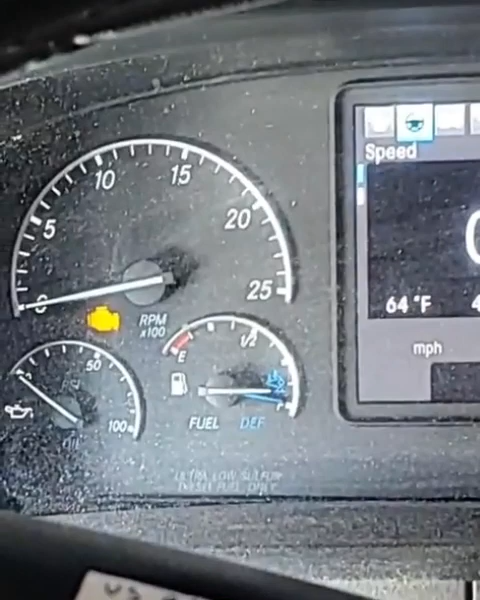 Speed
0
5
10
15
20
25
RPM
x100
64 °F
mph
50
100
E
1/2
FUEL DEF
ULTRA LOW SULFUR
DIESEL FUEL ONLY